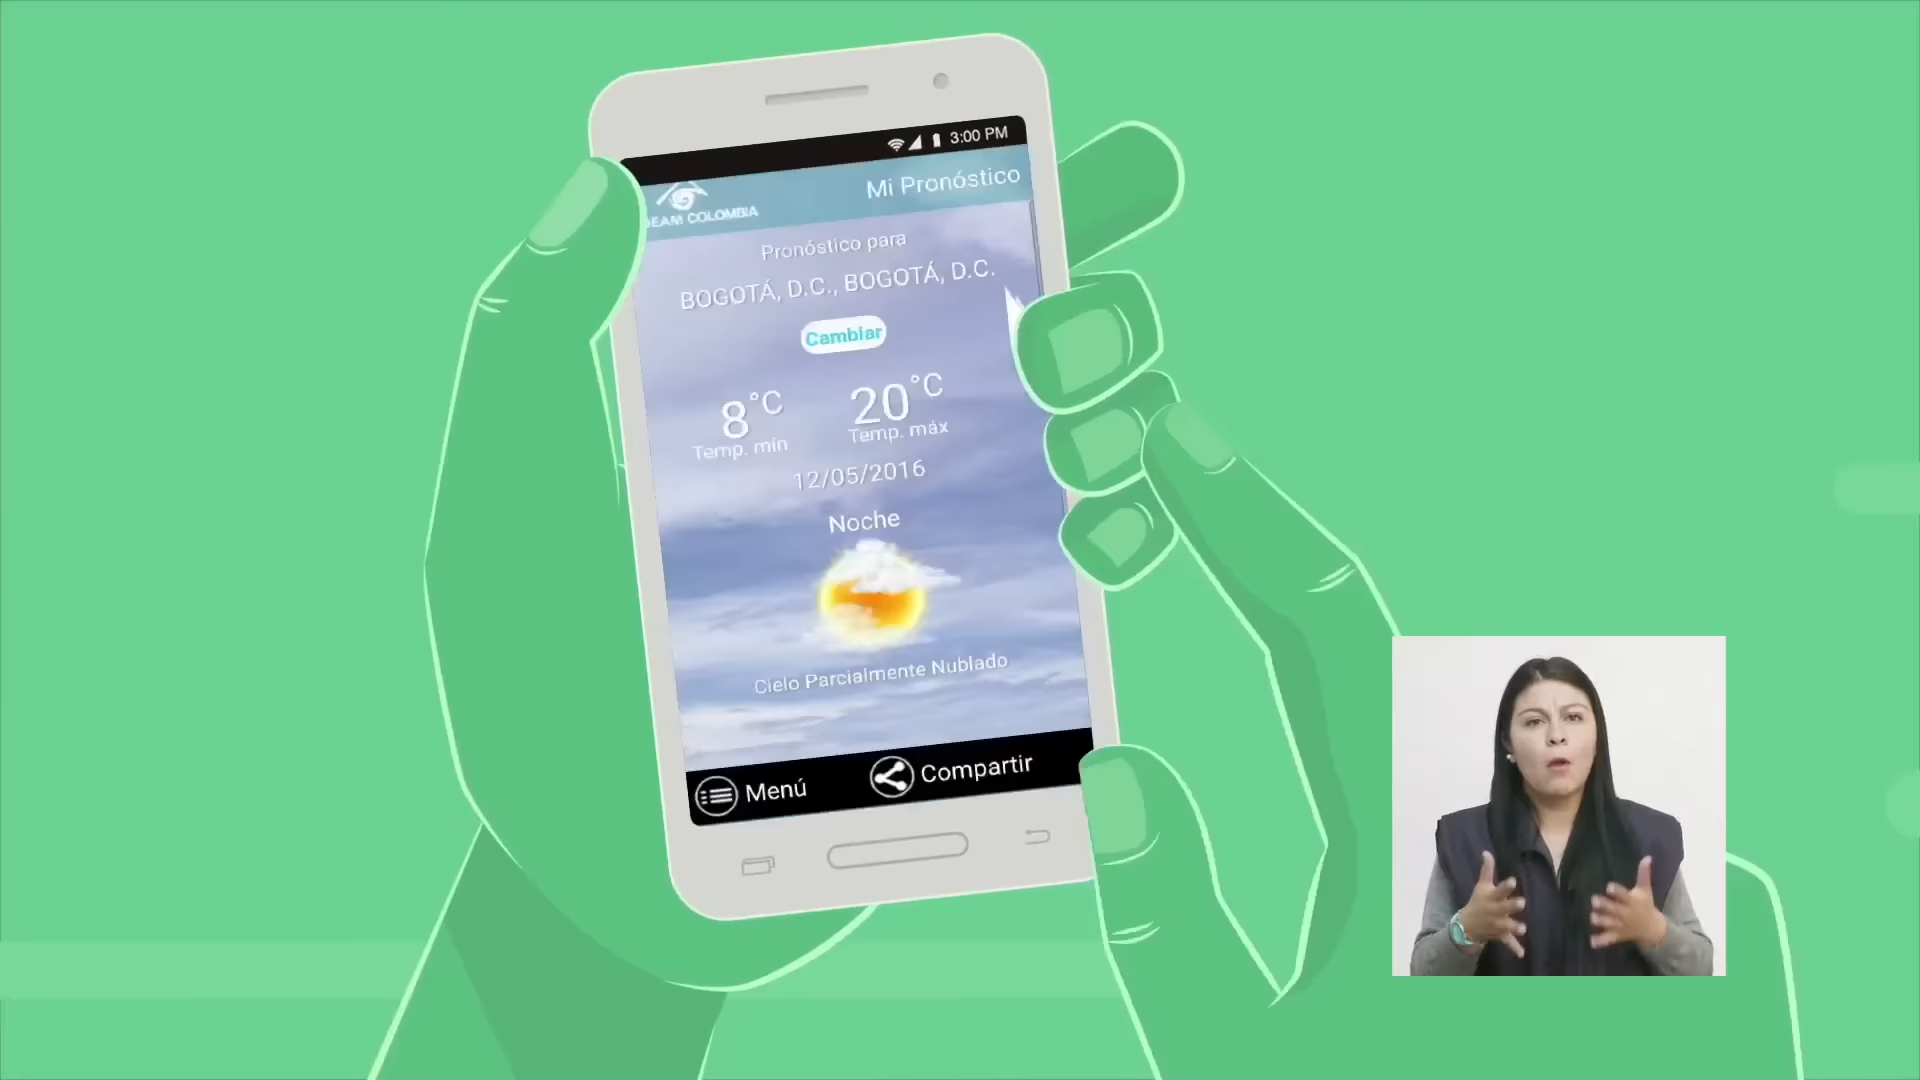 3:00 PM
Mi Pronóstico
IDEAM COLOMBIA
Pronóstico para
BOGOTÁ, D.C., BOGOTÁ, D.C.
Cambiar
8°C 20°C
Temp. mín Temp. máx
12/05/2016
Noche
Cielo Parcialmente Nublado
Menú Compartir